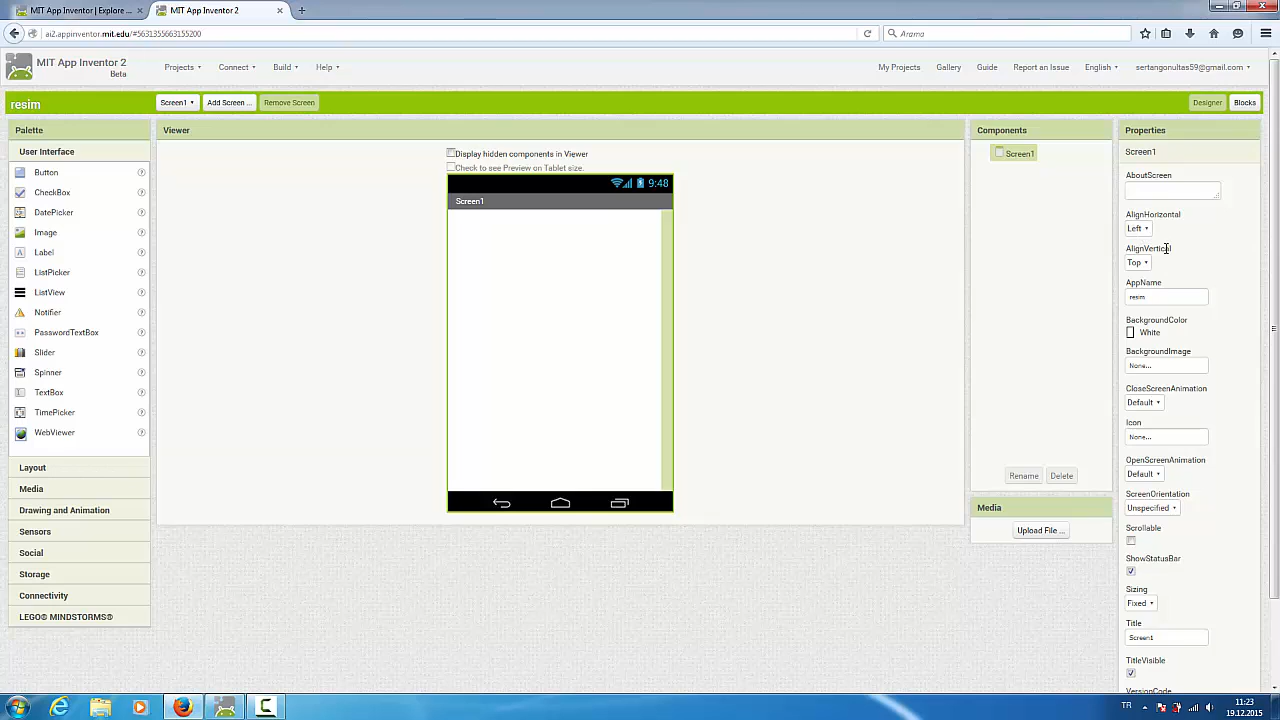 MIT App Inventor | Explore ...
MIT App Inventor 2
ai2.appinventor.mit.edu/#5631355663155200
Arama
MIT App Inventor 2
Beta
Projects
Connect
Build
Help
My Projects
Gallery
Guide
Report an Issue
English
sertangonultas59@gmail.com
resim
Screen1
Add Screen ...
Remove Screen
Designer
Blocks
Palette
User Interface
Button
CheckBox
DatePicker
Image
Label
ListPicker
ListView
Notifier
PasswordTextBox
Slider
Spinner
TextBox
TimePicker
WebViewer
Layout
Media
Drawing and Animation
Sensors
Social
Storage
Connectivity
LEGO® MINDSTORMS®
Viewer
Display hidden components in Viewer
Check to see Preview on Tablet size.
9:48
Screen1
Components
Screen1
Rename
Delete
Media
Upload File ...
Properties
Screen1
AboutScreen
AlignHorizontal
Left
AlignVertical
Top
AppName
resim
BackgroundColor
White
BackgroundImage
None...
CloseScreenAnimation
Default
Icon
None...
OpenScreenAnimation
Default
ScreenOrientation
Unspecified
Scrollable
ShowStatusBar
Sizing
Fixed
Title
Screen1
TitleVisible
VersionCode
TR
11:23
19.12.2015